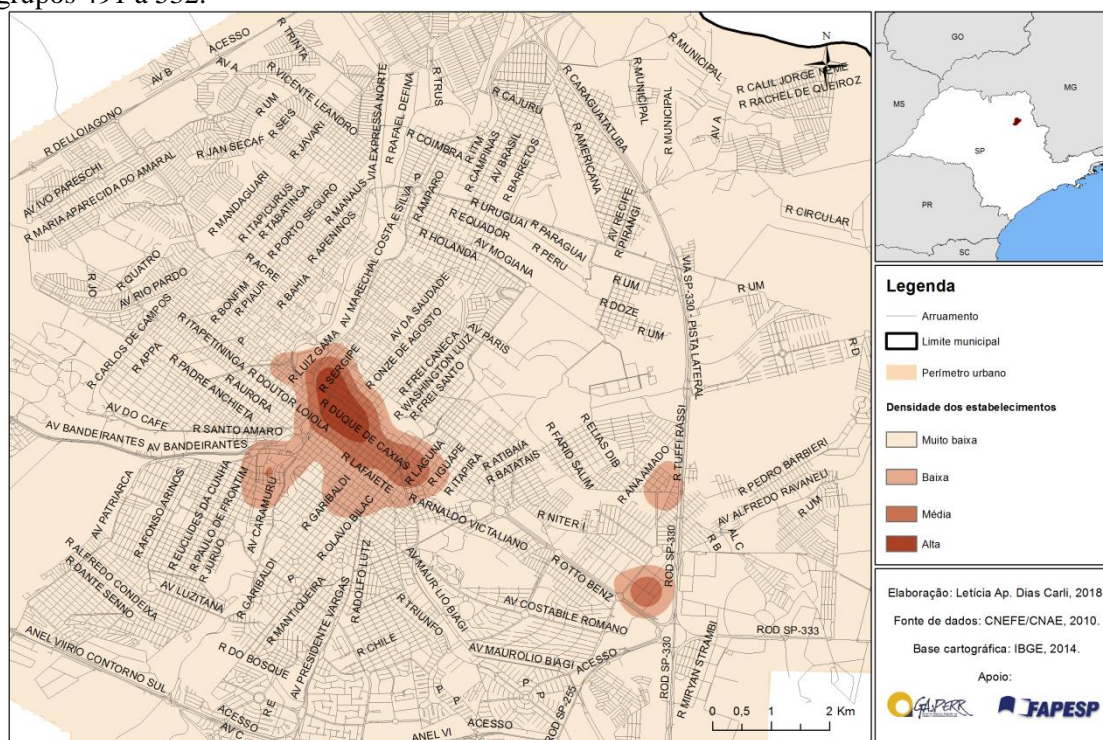 grupos 491 a 532.
N
ACESSO
R TRINTA
AV B
AV A
R DELLOIAGONO
R VICENTE LEANDRO
R UM
R SEIS
R JAVARI
R JAN SECAF
AV IVO PARESCHI
R MARIA APARECIDA DO AMARAL
VIA EXPRESSA NORTE
R RAFAEL DEFINA
R TRUS
R CAJURU
R COIMBRA
R ITM
R CAMPINAS
AV BRASIL
R BARRETOS
R CARAGUATATUBA
R AMERICANA
R MUNICIPAL
R MUNICIPAL
R MUNICIPAL
AV A
R CALIL JORGE
R RACHEL DE QUEIROZ
R MANDAGUARI
R ITAPICURUS
R TABATINGA
R PORTO SEGURO
R MANAUS
R APENINOS
P
R AMPARO
R URUGUAI
R EQUADOR
R PARAGUAI
R PERU
AV MOGIANA
R HOLANDA
AV RECIFE
R PIRANGI
R CIRCULAR
R JO
R QUATRO
AV RIO PARDO
R ACRE
R BONFIM
R PIAUR
R BAHIA
AV MARECHAL COSTA E SILVA
R UM
R DOZE
R UM
R UM
VIA SP-330 - PISTA LATERAL
R D
R CARLOS DE CAMPOS
R APPA
R ITAPETININGA
P
R PADRE ANCHIETA
R AURORA
R DOUTOR LOIOLA
R LUIZ GAMA
R SERGIPE
AV DA SAUDADE
R ONZE DE AGOSTO
AV PARIS
R FREI CANECA
R WASHINGTON LUIZ
R FREI SANTO
AV DO CAFE
R SANTO AMARO
AV BANDEIRANTES
AV BANDEIRANTES
R DUQUE DE CAXIAS
R LAFAIETE
R LAGUNA
R IGUAPE
R ITAPIRA
R ATIBAIA
R BATATAIS
R FARID SALIM
R ELIAS DIB
R ANA AMADO
R TUFFI RASSI
R PEDRO BARBIERI
AV ALFREDO RAVANELI
R UM
R B
AL C
AV PATRIARCA
R AFONSO ARINOS
R EUCLIDES DA CUNHA
R PAULO DE FRONTIM
AV CARAMURU
R GARIBALDI
R OLAVO BILAC
R ARNALDO VICTALIANO
R NITER I
R OTTO BENZ
ROD SP-330
R ALFREDO CONDEIXA
R DANTE SENNO
AV LUZITANA
R GARIBALDI
R MANTIQUEIRA
P
R ADOLFO LUTZ
AV PRESIDENTE VARGAS
R TRIUNFO
R CHILE
AV COSTABILE ROMANO
AV MAUROLIO BIAGI
ACESSO
ROD SP-333
ROD SP-330
R MIRYAN STRAMBI
ANEL VIIRIO CONTORNO SUL
R DO BOSQUE
R E
ACESSO
AV C
P
P
P
P
ROD SP-255
ACESSO
ANEL VI
0 0,5 1 2 Km
GO
MG
MS
SP
PR
SC
Legenda
Arruamento
Limite municipal
Perímetro urbano
Densidade dos estabelecimentos
Muito baixa
Baixa
Média
Alta
Elaboração: Letícia Ap. Dias Carli, 2018.
Fonte de dados: CNEFE/CNAE, 2010.
Base cartográfica: IBGE, 2014.
Apoio:
GAsPERR
FAPESP